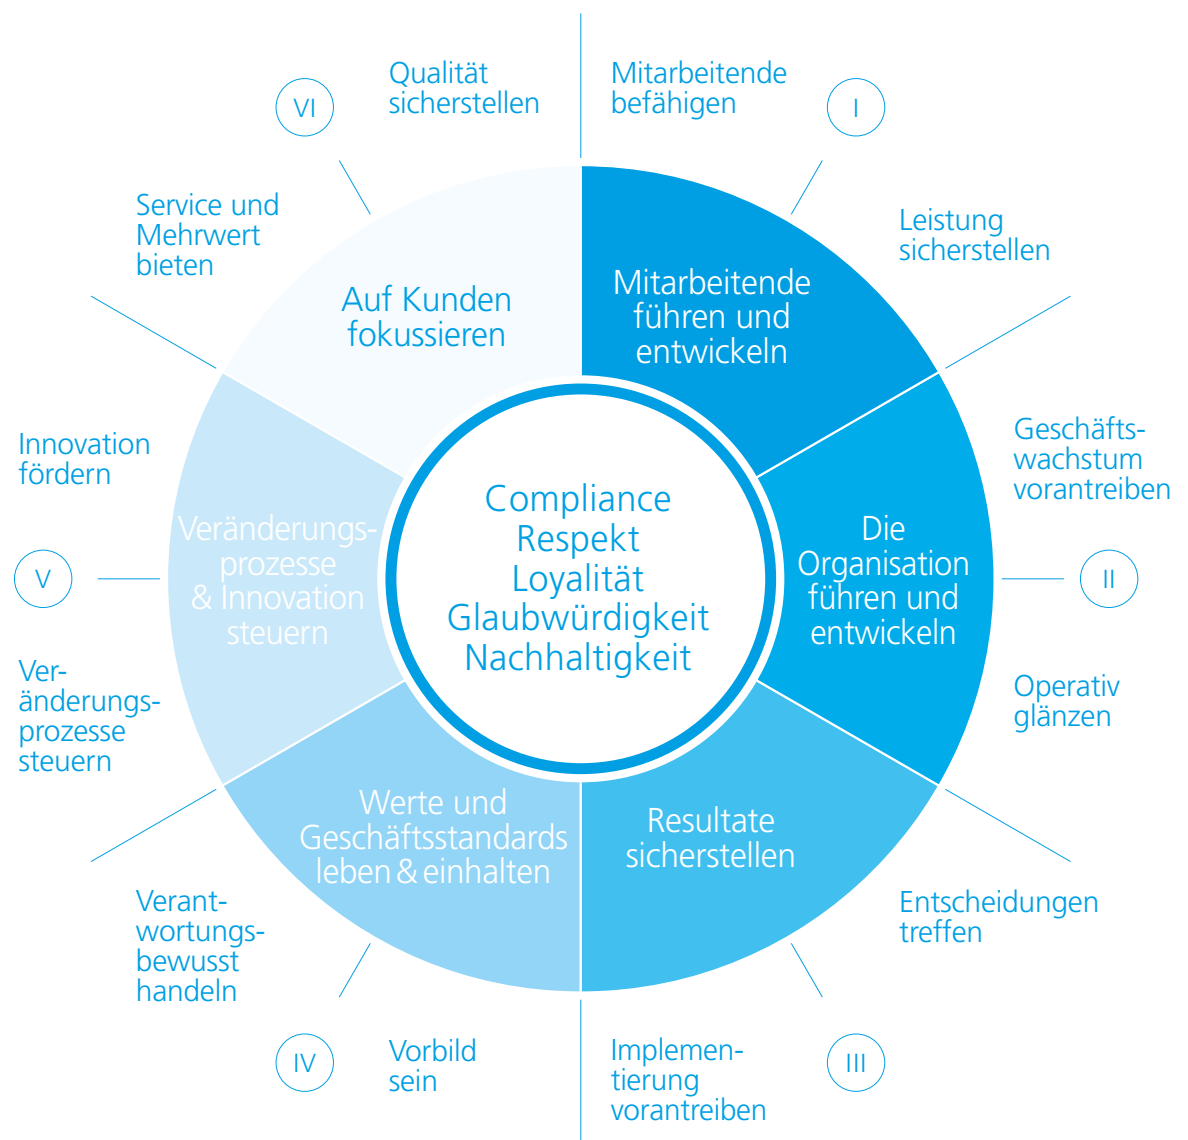 Qualität
sicherstellen
VI
Mitarbeitende
befähigen
I
Leistung
sicherstellen
Mitarbeitende
führen und
entwickeln
Geschäfts-
wachstum
vorantreiben
II
Operativ
glänzen
Die
Organisation
führen und
entwickeln
Entscheidungen
treffen
III
Implemen-
tierung
vorantreiben
Resultate
sicherstellen
Vorbild
sein
IV
Verant-
wortungs-
bewusst
handeln
Werte und
Geschäftsstandards
leben & einhalten
Ver-
änderungs-
prozesse
steuern
V
Innovation
fördern
Veränderungs-
prozesse
& Innovation
steuern
Service und
Mehrwert
bieten
Auf Kunden
fokussieren
Compliance
Respekt
Loyalität
Glaubwürdigkeit
Nachhaltigkeit